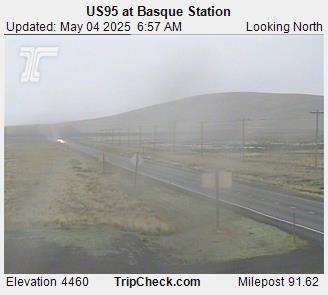 US95 at Basque Station
Updated: May 04 2025 6:57 AM Looking North
Elevation 4460 TripCheck.com Milepost 91.62